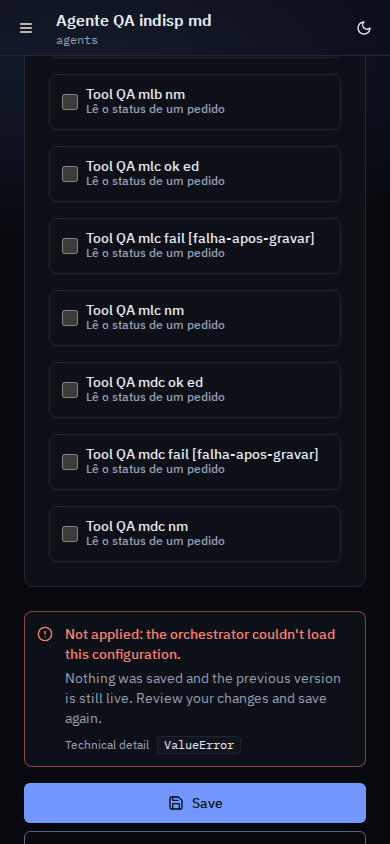 Agente QA indisp md
agents
Tool QA mlb nm
Lê o status de um pedido
Tool QA mlc ok ed
Lê o status de um pedido
Tool QA mlc fail [falha-apos-gravar]
Lê o status de um pedido
Tool QA mlc nm
Lê o status de um pedido
Tool QA mdc ok ed
Lê o status de um pedido
Tool QA mdc fail [falha-apos-gravar]
Lê o status de um pedido
Tool QA mdc nm
Lê o status de um pedido
Not applied: the orchestrator couldn't load
this configuration.
Nothing was saved and the previous version
is still live. Review your changes and save
again.
Technical detail ValueError
Save